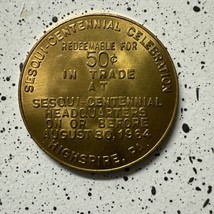 SESQUI-CENTENNIAL CELEBRATION
REDEEMABLE FOR
50¢
IN TRADE
AT
SESQUI-CENTENNIAL
HEADQUARTERS
ON OR BEFORE
AUGUST 30, 1964
HIGHSPIRE, PA.